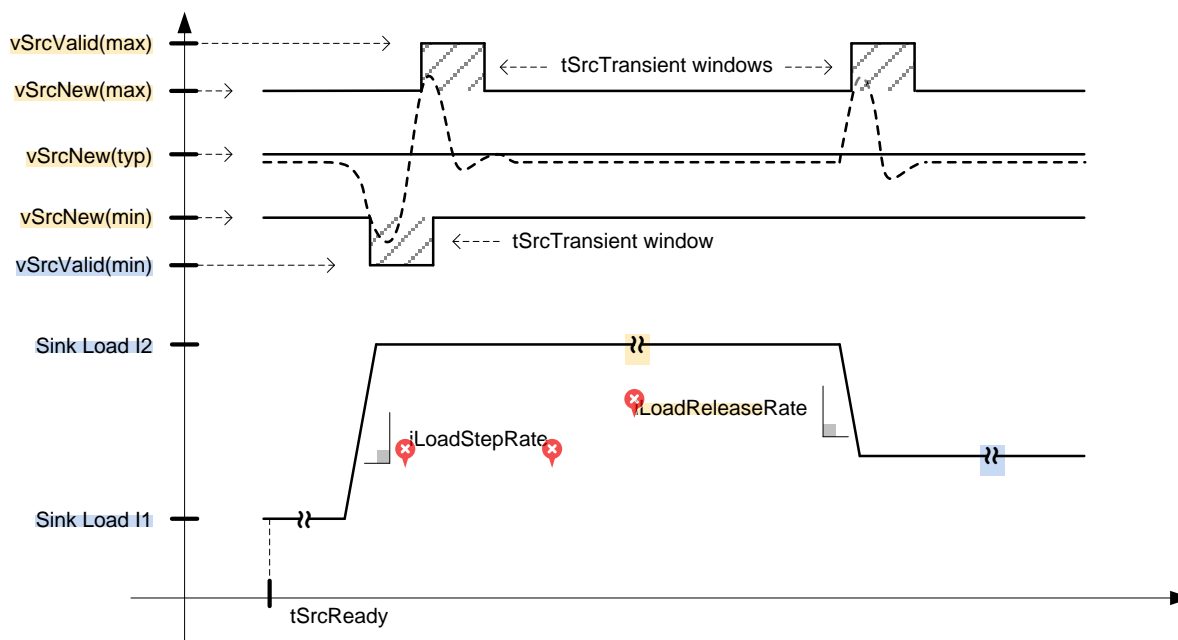 vSrcValid(max)
tSrcTransient windows
vSrcNew(max)
vSrcNew(typ)
vSrcNew(min)
tSrcTransient window
vSrcValid(min)
Sink Load I2
iLoadReleaseRate
iLoadStepRate
Sink Load I1
tSrcReady